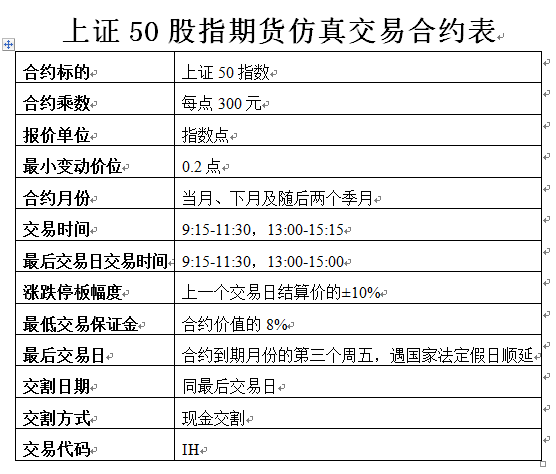 上证50股指期货仿真交易合约表
合约标的 上证50指数
合约乘数 每点300元
报价单位 指数点
最小变动价位 0.2点
合约月份 当月、下月及随后两个季月
交易时间 9:15-11:30，13:00-15:15
最后交易日交易时间 9:15-11:30，13:00-15:00
涨跌停板幅度 上一个交易日结算价的±10%
最低交易保证金 合约价值的8%
最后交易日 合约到期月份的第三个周五，遇国家法定假日顺延
交割日期 同最后交易日
交割方式 现金交割
交易代码 IH